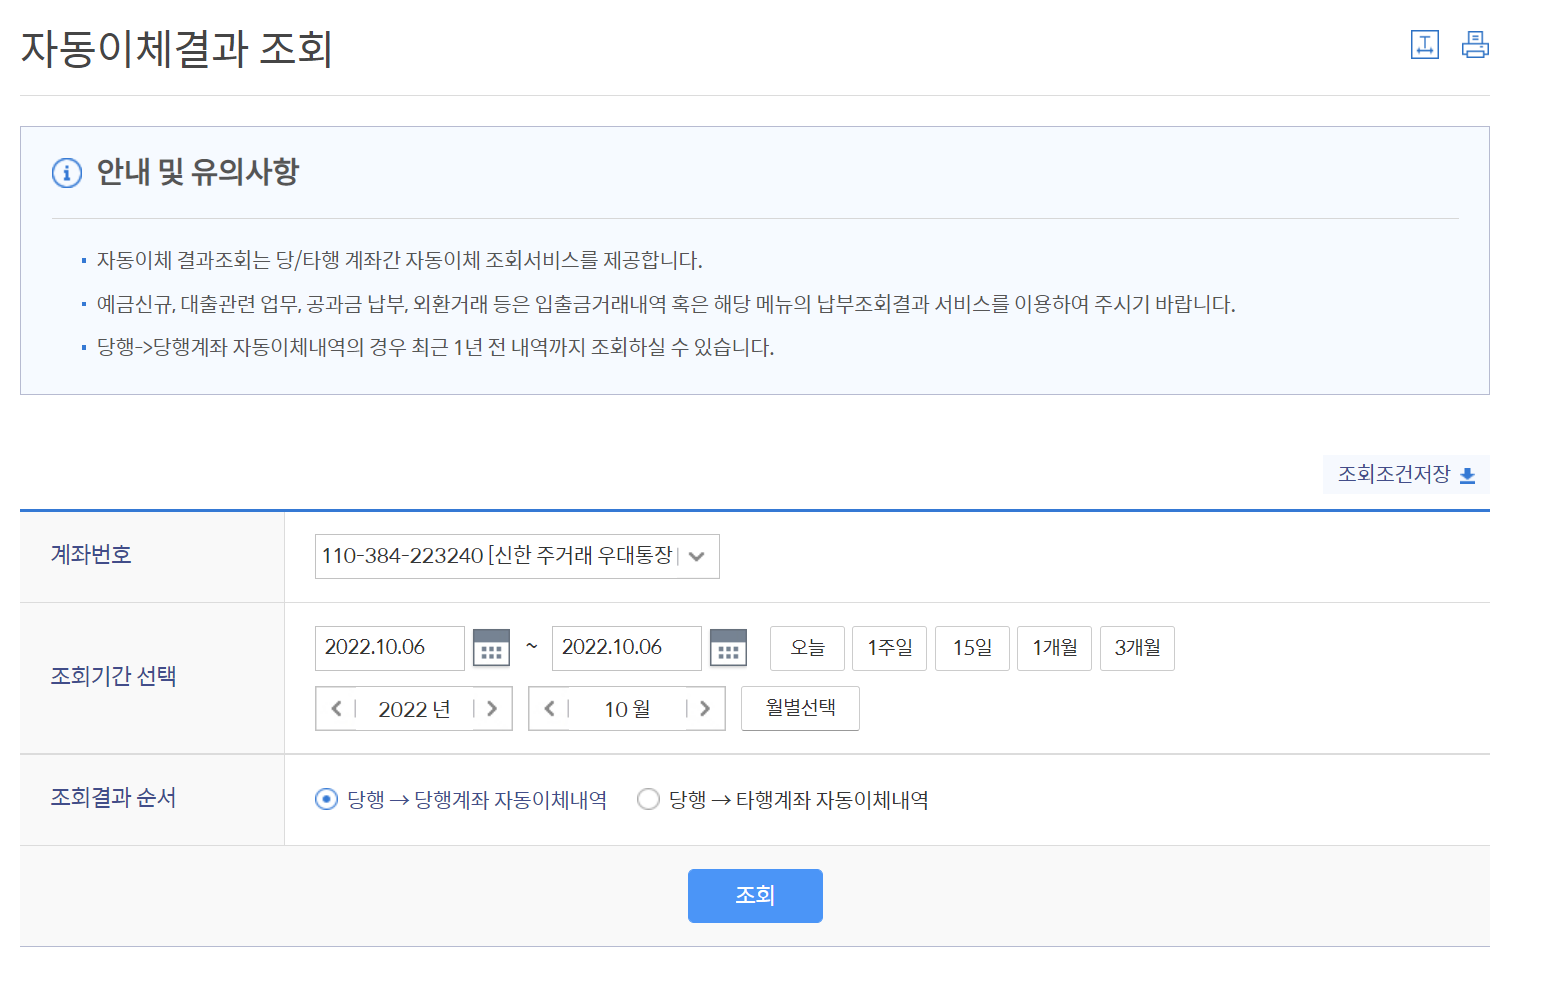 자동이체결과 조회
안내 및 유의사항
자동이체 결과조회는 당/타행 계좌간 자동이체 조회서비스를 제공합니다.
예금신규, 대출관련 업무, 공과금 납부, 외환거래 등은 입출금거래내역 혹은 해당 메뉴의 납부조회결과 서비스를 이용하여 주시기 바랍니다.
당행->당행계좌 자동이체내역의 경우 최근 1년 전 내역까지 조회하실 수 있습니다.
조회조건저장
계좌번호 110-384-223240 [신한 주거래 우대통장
조회기간 선택
2022.10.06 ~ 2022.10.06 오늘 1주일 15일 1개월 3개월
2022 년 10 월 월별선택
조회결과 순서 당행 → 당행계좌 자동이체내역 당행 → 타행계좌 자동이체내역
조회